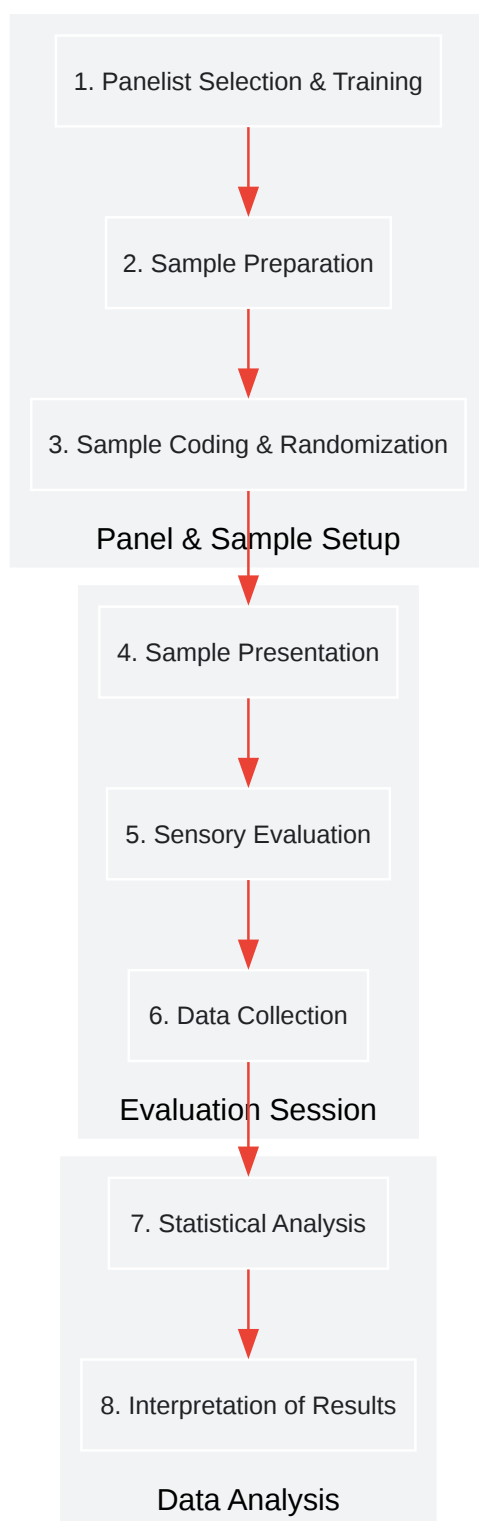 1. Panelist Selection & Training
2. Sample Preparation
3. Sample Coding & Randomization
Panel & Sample Setup
4. Sample Presentation
5. Sensory Evaluation
6. Data Collection
Evaluation Session
7. Statistical Analysis
8. Interpretation of Results
Data Analysis